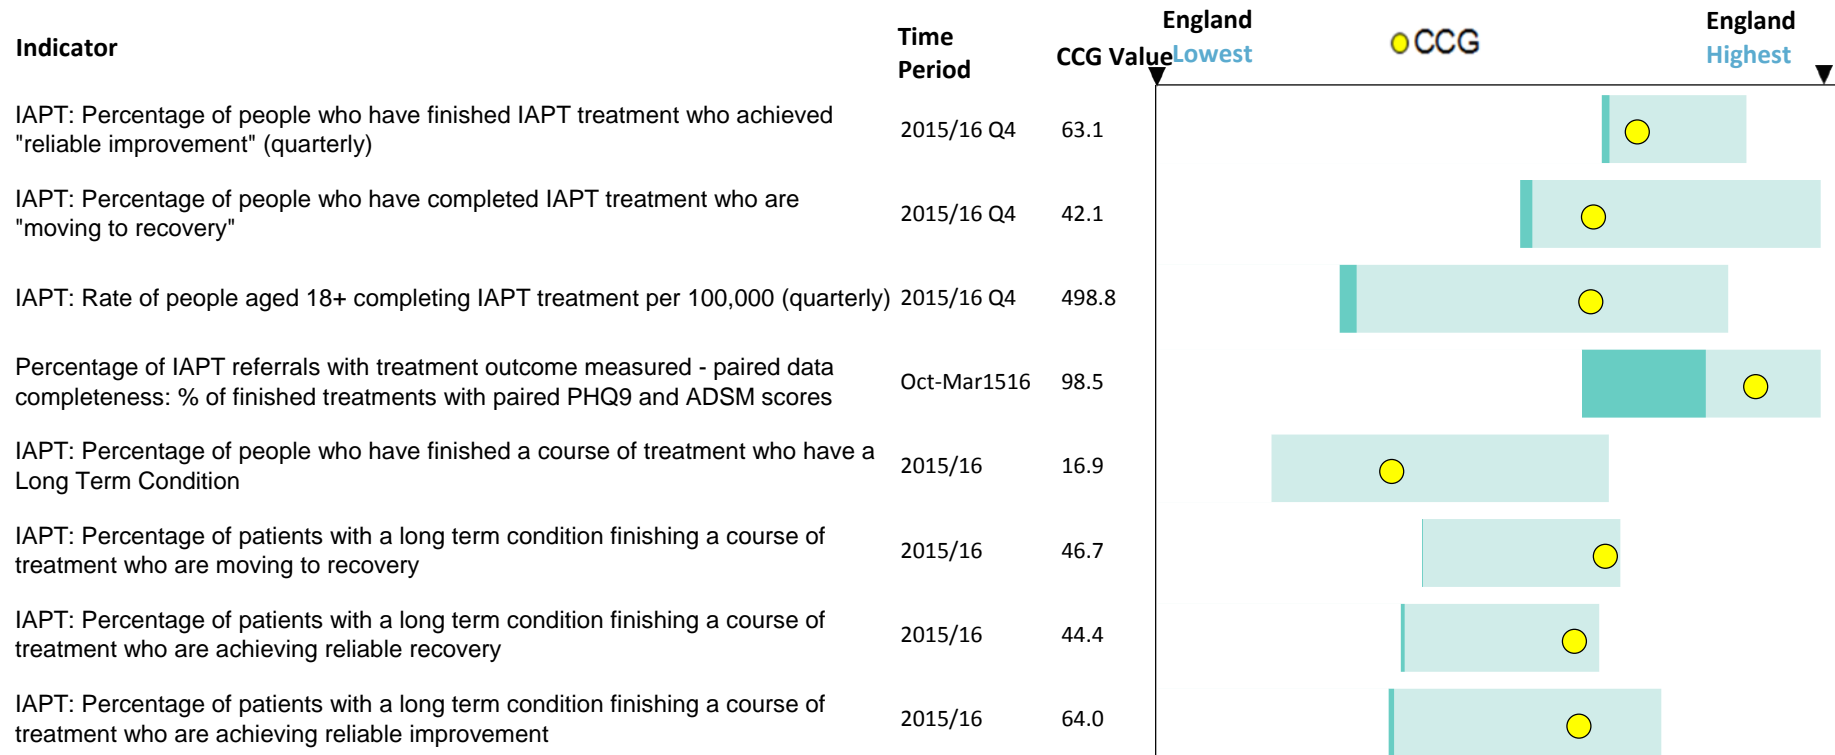 Indicator
Time
Period
CCG Value
England
Lowest
CCG
England
Highest
IAPT: Percentage of people who have finished IAPT treatment who achieved
"reliable improvement" (quarterly)
2015/16 Q4
63.1
IAPT: Percentage of people who have completed IAPT treatment who are
"moving to recovery"
2015/16 Q4
42.1
IAPT: Rate of people aged 18+ completing IAPT treatment per 100,000 (quarterly)
2015/16 Q4
498.8
Percentage of IAPT referrals with treatment outcome measured - paired data
completeness: % of finished treatments with paired PHQ9 and ADSM scores
Oct-Mar1516
98.5
IAPT: Percentage of people who have finished a course of treatment who have a
Long Term Condition
2015/16
16.9
IAPT: Percentage of patients with a long term condition finishing a course of
treatment who are moving to recovery
2015/16
46.7
IAPT: Percentage of patients with a long term condition finishing a course of
treatment who are achieving reliable recovery
2015/16
44.4
IAPT: Percentage of patients with a long term condition finishing a course of
treatment who are achieving reliable improvement
2015/16
64.0